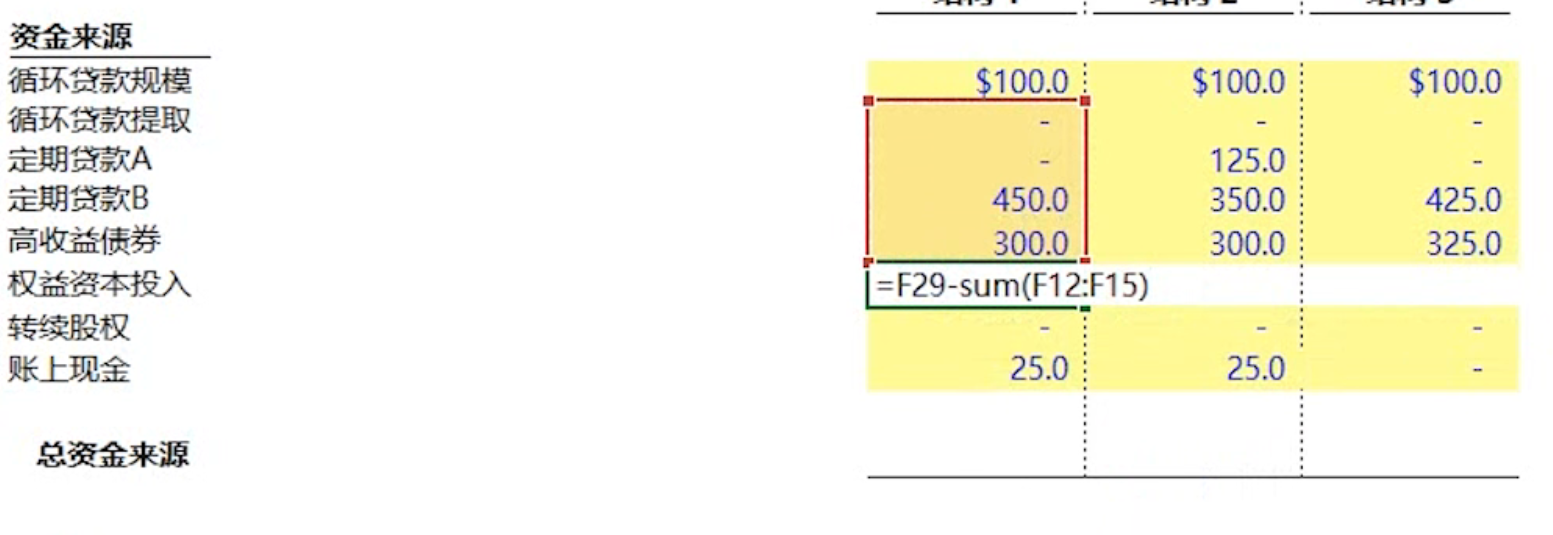 资金来源
循环贷款规模 $100.0 $100.0 $100.0
循环贷款提取 - - -
定期贷款A - 125.0 -
定期贷款B 450.0 350.0 425.0
高收益债券 300.0 300.0 325.0
权益资本投入 =F29-sum(F12:F15)
转续股权 - - -
账上现金 25.0 25.0 -
总资金来源